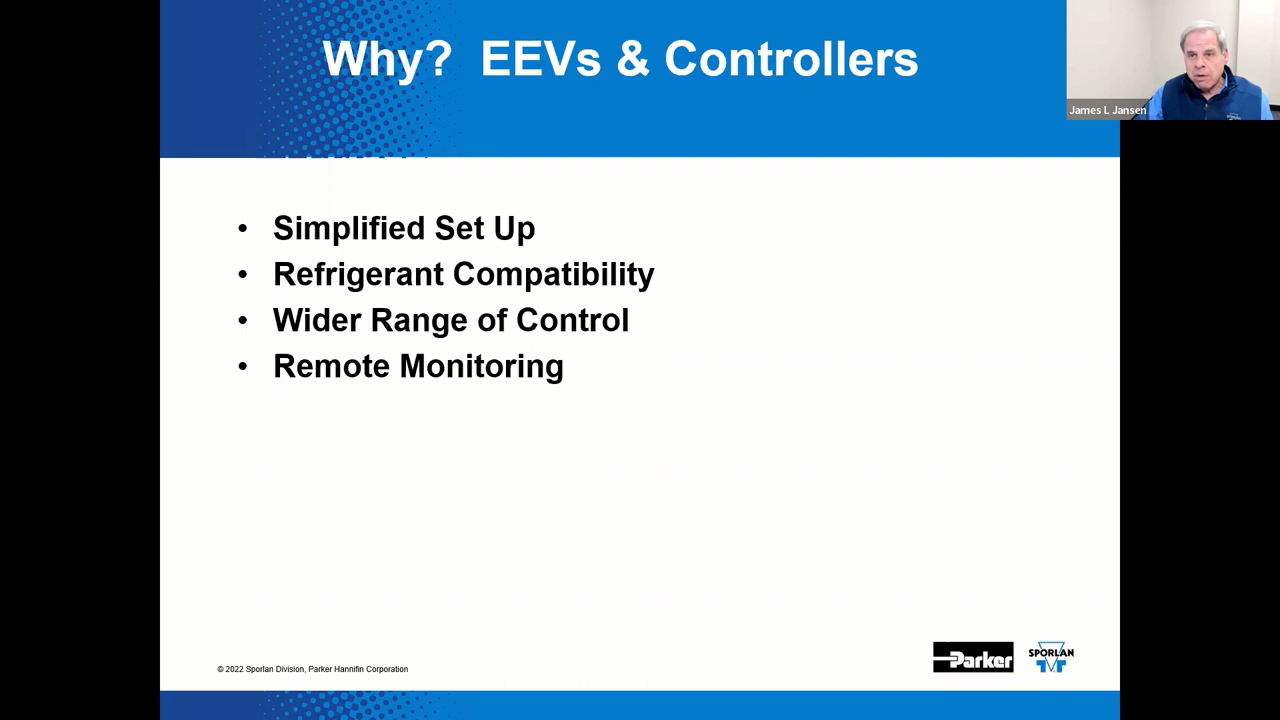 Why? EEVs & Controllers
James L Jansen
• Simplified Set Up
• Refrigerant Compatibility
• Wider Range of Control
• Remote Monitoring
© 2022 Sporlan Division, Parker Hannifin Corporation
Parker
SPORLAN